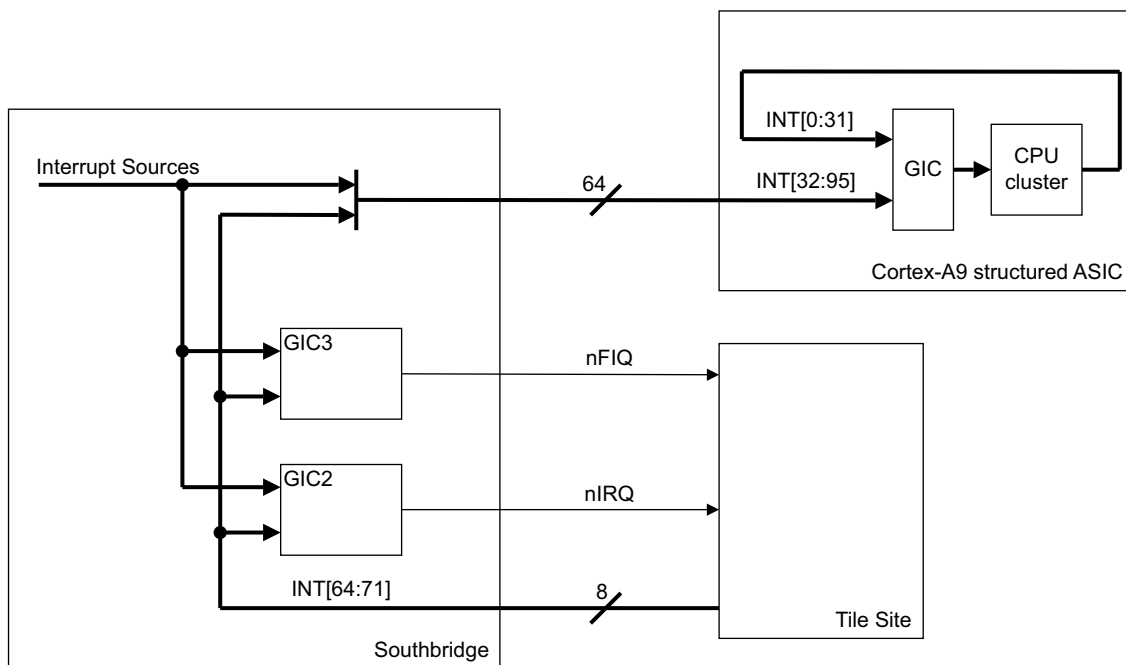 INT[0:31]
Interrupt Sources
64
INT[32:95]
GIC
CPU
cluster
Cortex-A9 structured ASIC
GIC3
nFIQ
GIC2
nIRQ
INT[64:71]
8
Tile Site
Southbridge